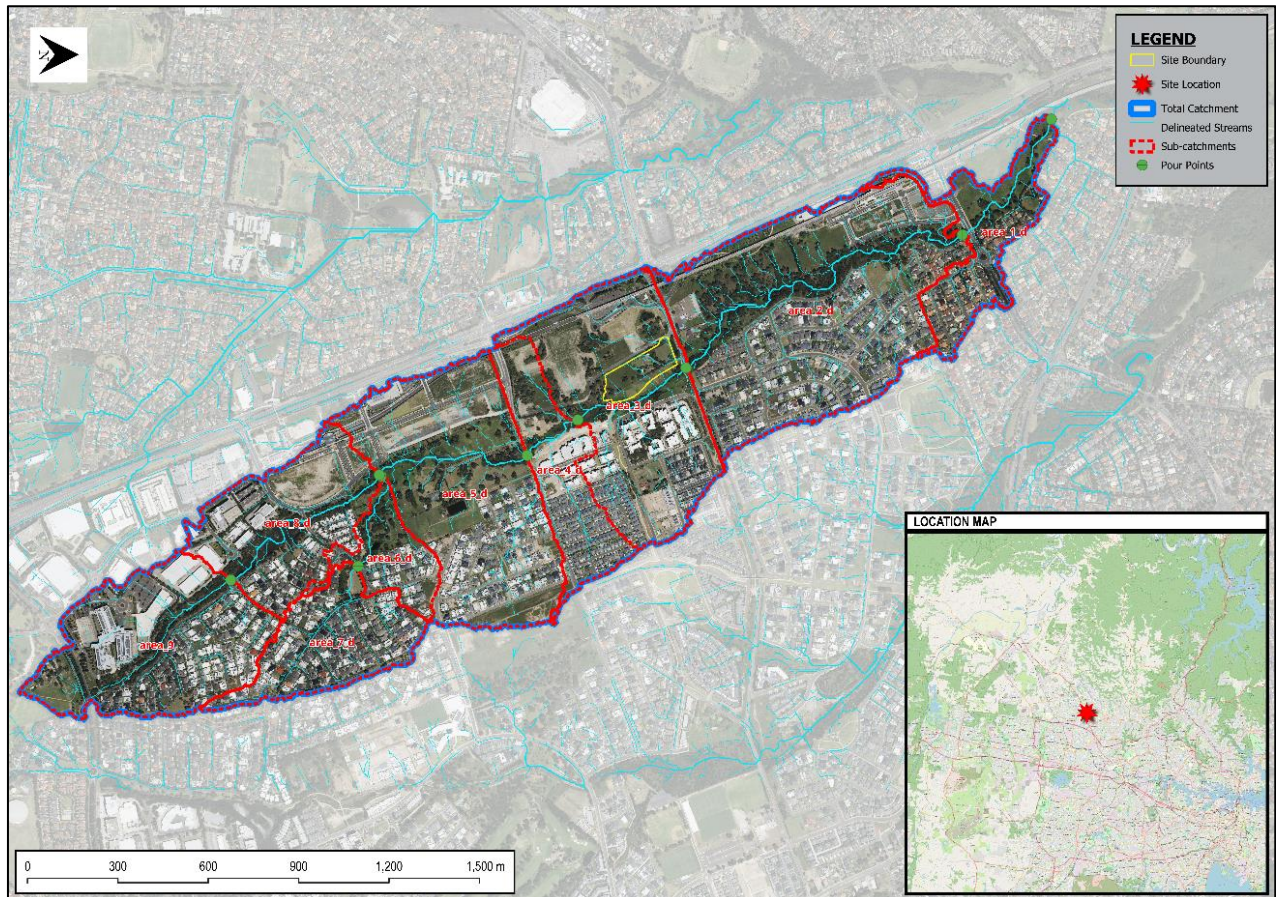 N
LEGEND
Site Boundary
Site Location
Total Catchment
Delineated Streams
Sub-catchments
Pour Points
area_1_d
area_2_d
area_3_d
area_4_d
area_5_d
area_6_d
area_8_d
area_7_d
area_9
LOCATION MAP
0 300 600 900 1,200 1,500 m